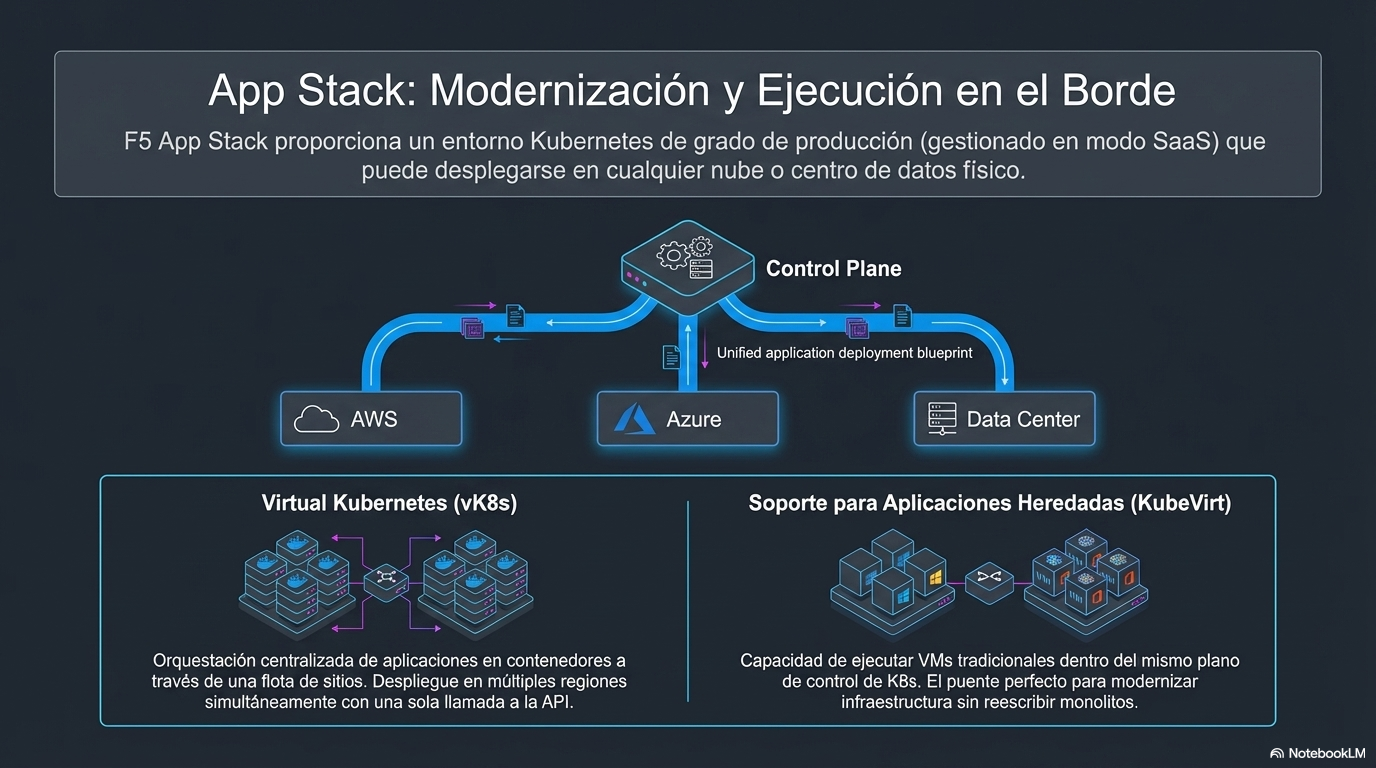 App Stack: Modernización y Ejecución en el Borde
F5 App Stack proporciona un entorno Kubernetes de grado de producción (gestionado en modo SaaS) que
puede desplegarse en cualquier nube o centro de datos físico.
Control Plane
Unified application deployment blueprint
AWS
Azure
Data Center
Virtual Kubernetes (vK8s)
Orquestación centralizada de aplicaciones en contenedores a
través de una flota de sitios. Despliegue en múltiples regiones
simultáneamente con una sola llamada a la API.
Soporte para Aplicaciones Heredadas (KubeVirt)
Capacidad de ejecutar VMs tradicionales dentro del mismo plano
de control de K8s. El puente perfecto para modernizar
infraestructura sin reescribir monolitos.
NotebookLM